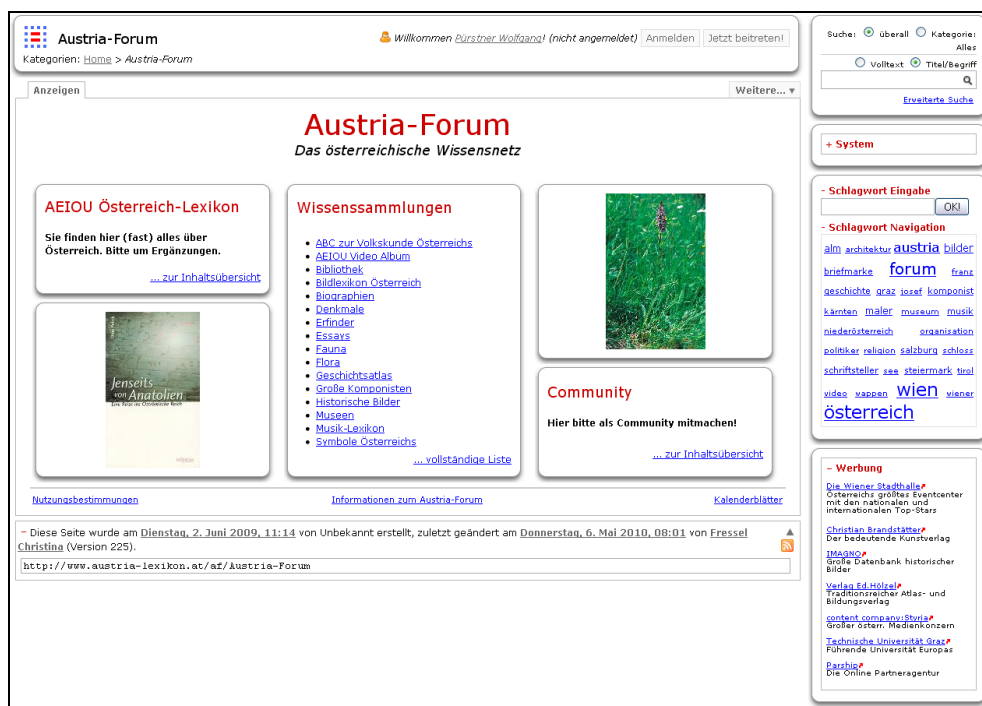 Austria-Forum
Willkommen Pürstner Wolfgang! (nicht angemeldet) Anmelden Jetzt beitreten!
Kategorien: Home > Austria-Forum
Anzeigen
Weitere... ▾
Austria-Forum
Das österreichische Wissensnetz
AEIOU Österreich-Lexikon
Sie finden hier (fast) alles über
Österreich. Bitte um Ergänzungen.
... zur Inhaltsübersicht
Jenseits
von Anatolien
Wissenssammlungen
• ABC zur Volkskunde Österreichs
• AEIOU Video Album
• Bibliothek
• Bildlexikon Österreich
• Biographien
• Denkmale
• Erfinder
• Essays
• Fauna
• Flora
• Geschichtsatlas
• Große Komponisten
• Historische Bilder
• Museen
• Musik-Lexikon
• Symbole Österreichs
... vollständige Liste
Community
Hier bitte als Community mitmachen!
... zur Inhaltsübersicht
Nutzungsbestimmungen
Informationen zum Austria-Forum
Kalenderblätter
− Diese Seite wurde am Dienstag, 2. Juni 2009, 11:14 von Unbekannt erstellt, zuletzt geändert am Donnerstag, 6. Mai 2010, 08:01 von Fressel
Christina (Version 225).
http://www.austria-lexikon.at/af/Austria-Forum
Suche: überall Kategorie:
Alles
Volltext Titel/Begriff
Erweiterte Suche
+ System
− Schlagwort Eingabe
OK!
− Schlagwort Navigation
alm architektur austria bilder
briefmarke forum franz
geschichte graz josef komponist
kärnten maler museum musik
niederösterreich organisation
politiker religion salzburg schloss
schriftsteller see steiermark tirol
video wappen wien wiener
österreich
− Werbung
Die Wiener Stadthalle
Österreichs größtes Eventcenter
mit den nationalen und
internationalen Top-Stars
Christian Brandstätter
Der bedeutende Kunstverlag
IMAGNO
Große Datenbank historischer
Bilder
Verlag Ed.Hölzel
Traditionsreicher Atlas- und
Bildungsverlag
content company:Styria
Großer österr. Medienkonzern
Technische Universität Graz
Führende Universität Europas
Parship
Die Online Partneragentur